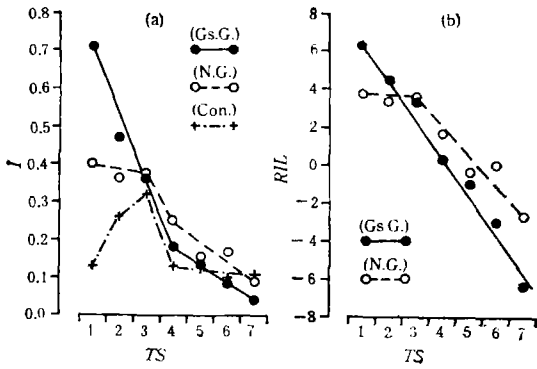 (a)
(Gs.G.)
(N.G.)
(Con.)
0.8
0.7
0.6
0.5
0.4
0.3
0.2
0.1
0.0
I
1 2 3 4 5 6 7
TS
(b)
8
6
4
2
0
-2
-4
-6
-8
RIL
(Gs G.)
(N.G.)
1 2 3 4 5 6 7
TS